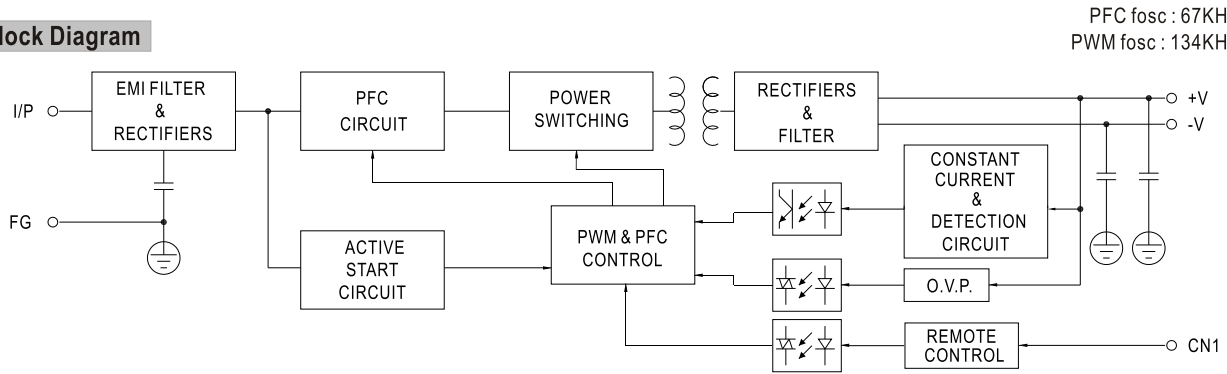 PFC fosc : 67KH
PWM fosc : 134KH
lock Diagram
I/P
EMI FILTER
&
RECTIFIERS
PFC
CIRCUIT
POWER
SWITCHING
RECTIFIERS
&
FILTER
+V
-V
FG
ACTIVE
START
CIRCUIT
PWM & PFC
CONTROL
CONSTANT
CURRENT
&
DETECTION
CIRCUIT
O.V.P.
REMOTE
CONTROL
CN1